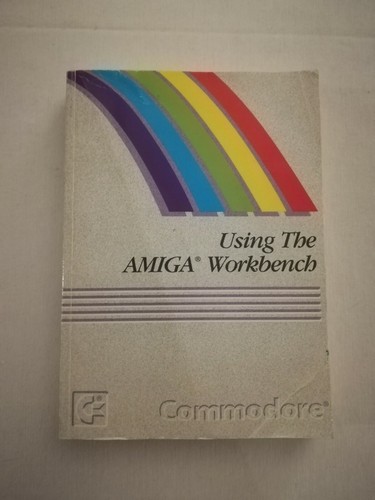 Using The
AMIGA® Workbench
Commodore®